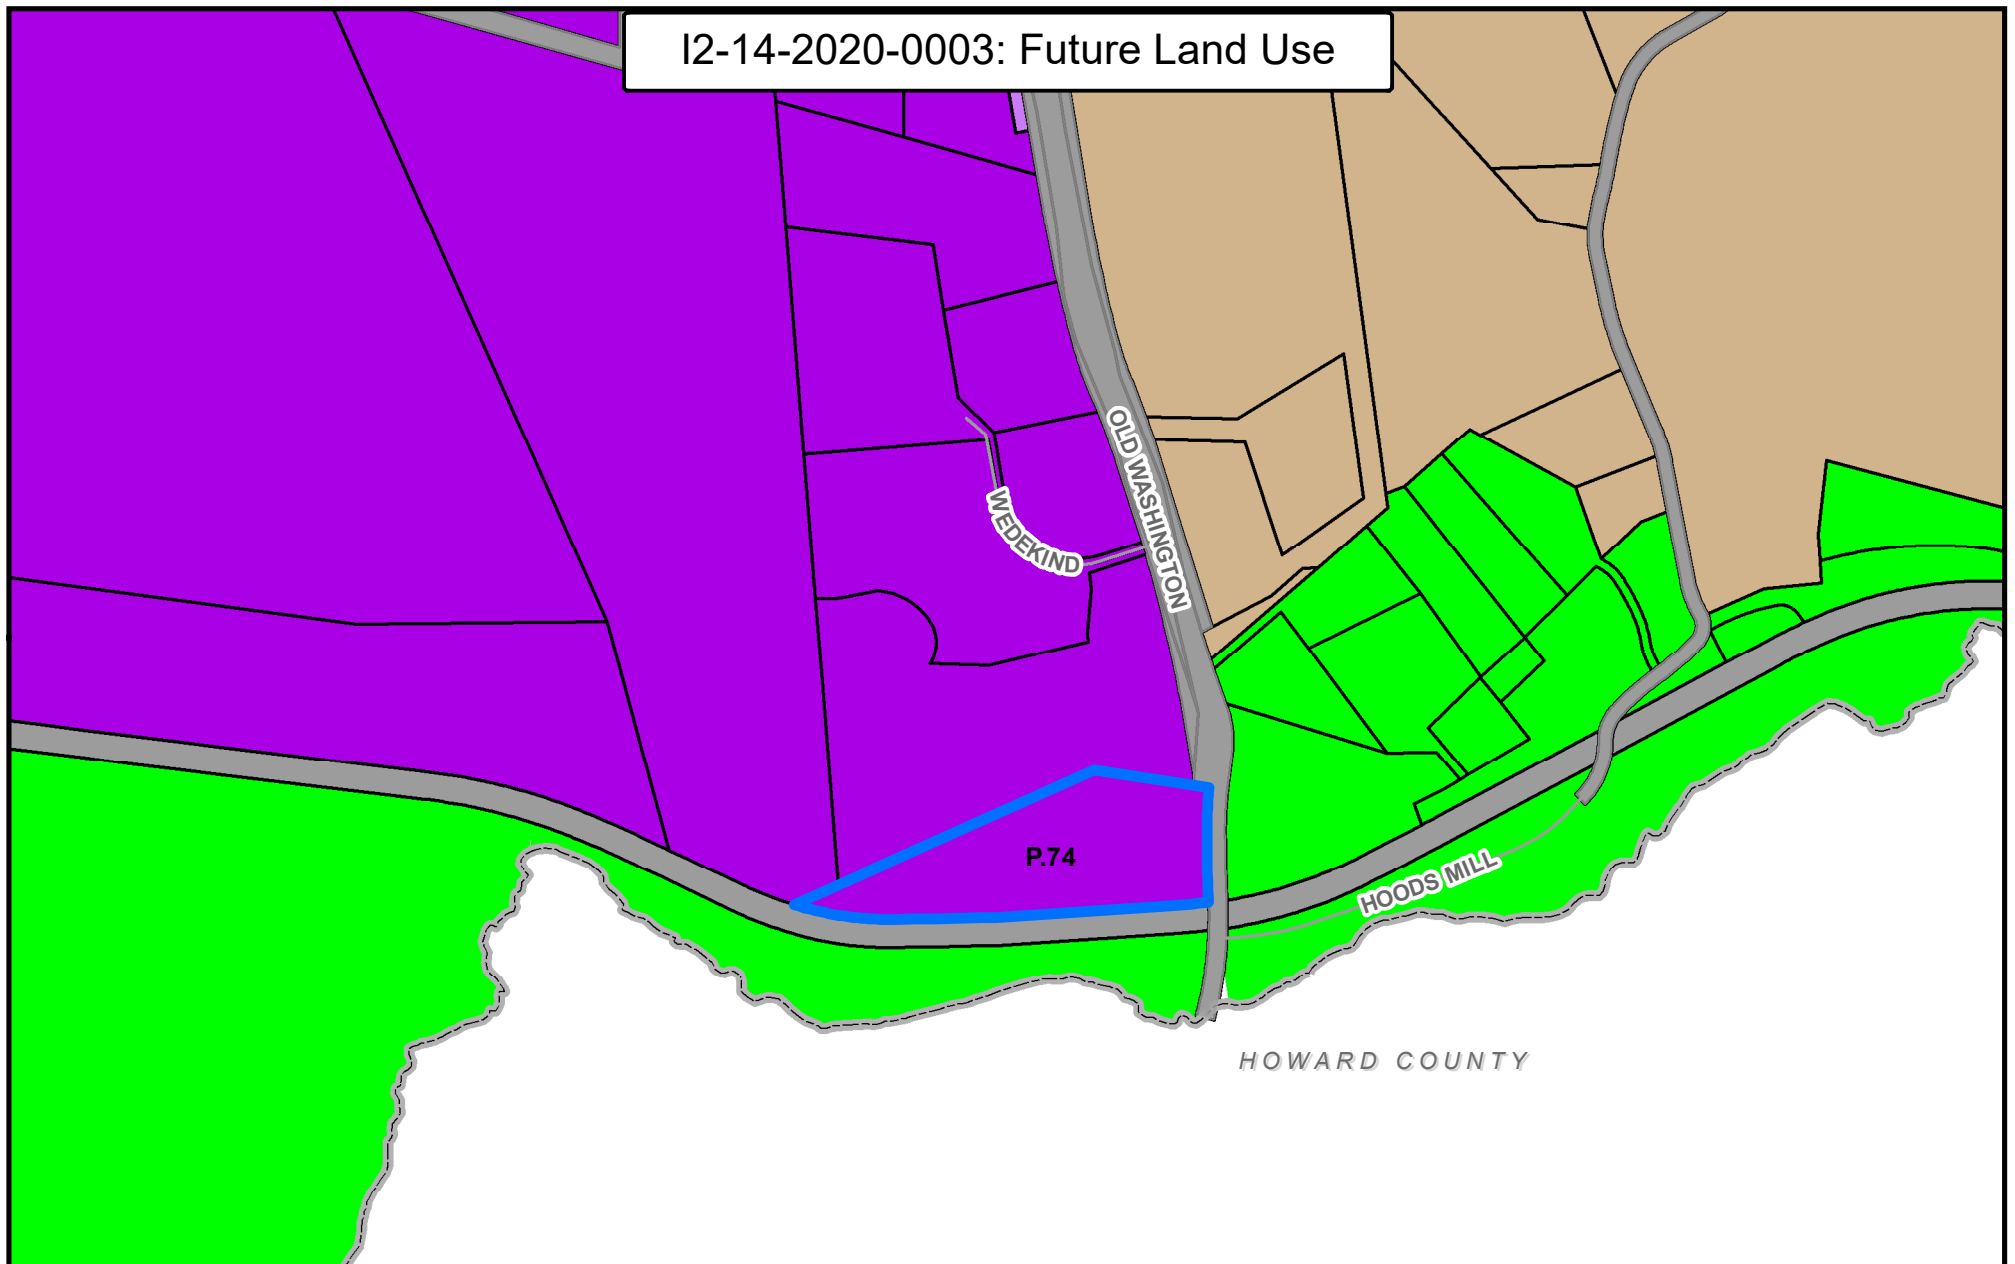 I2-14-2020-0003: Future Land Use
OLD WASHINGTON
WEDEKIND
P.74
HOODS MILL
HOWARD COUNTY